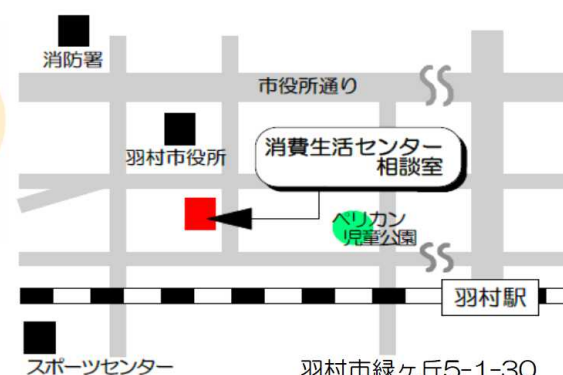 消防署
市役所通り
羽村市役所
消費生活センター
相談室
ペリカン
児童公園
羽村駅
スポーツセンター
羽村市緑ヶ丘5-1-30